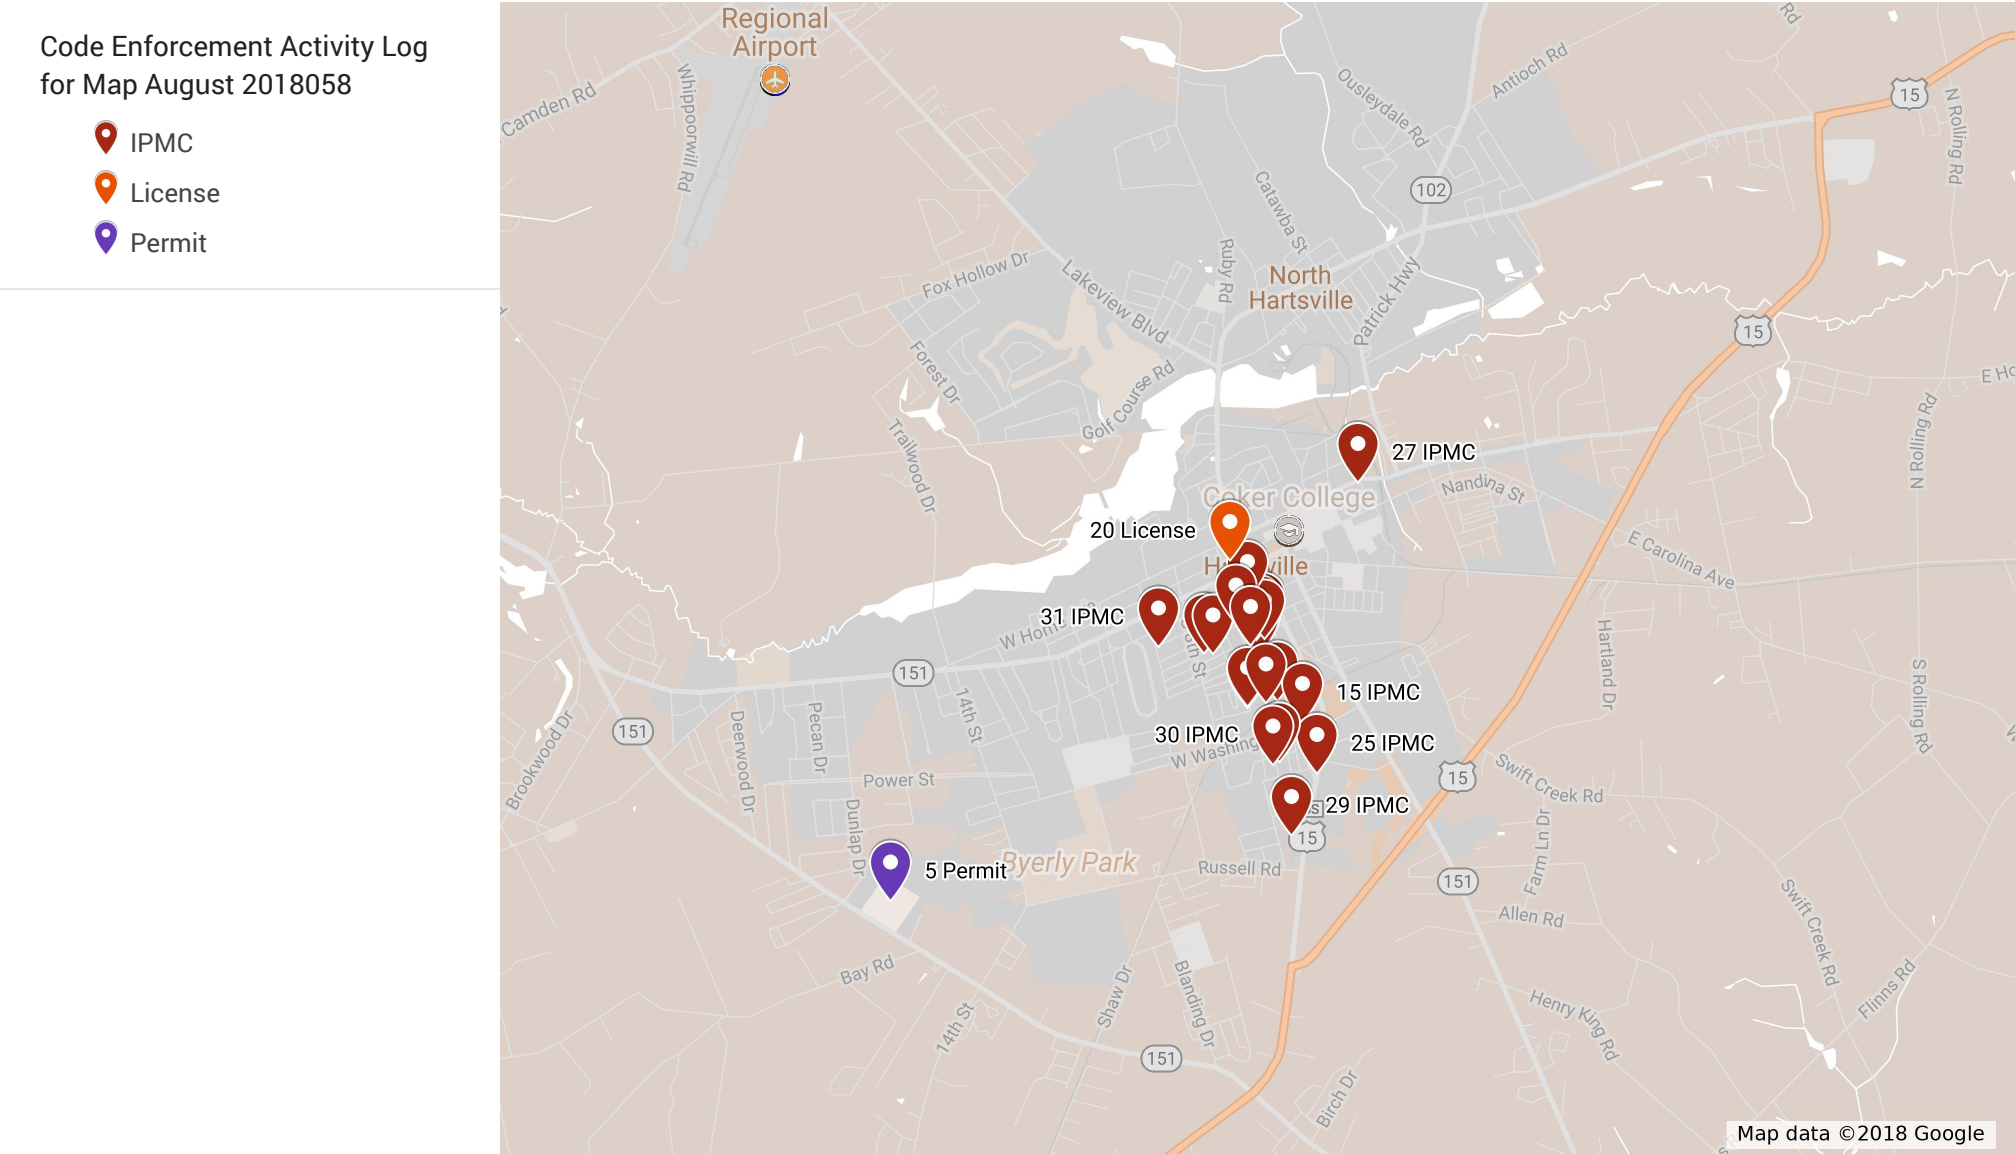 Code Enforcement Activity Log
for Map August 2018058
IPMC
License
Permit
Regional
Airport
Camden Rd
Whippoorwill Rd
Ousleydale Rd
Antioch Rd
Rd
15
N Rolling Rd
102
Catawba St
Ruby Rd
North
Hartsville
Patrick Hwy
Fox Hollow Dr
Lakeview Blvd
15
Forest Dr
Golf Course Rd
Trailwood Dr
N Rolling Rd
27 IPMC
Coker College
Nandina St
20 License
E Carolina Ave
31 IPMC
151
14th St
15 IPMC
Hartland Dr
S Rolling Rd
151
Brookwood Dr
Deerwood Dr
Pecan Dr
Power St
30 IPMC
25 IPMC
15
Swift Creek Rd
Dunlap Dr
29 IPMC
15
Farm Ln Dr
5 Permit
Byerly Park
Russell Rd
151
Allen Rd
Swift Creek Rd
Bay Rd
Shaw Dr
Blanding Dr
Flinns Rd
14th St
Henry King Rd
151
Birch Dr
Map data ©2018 Google